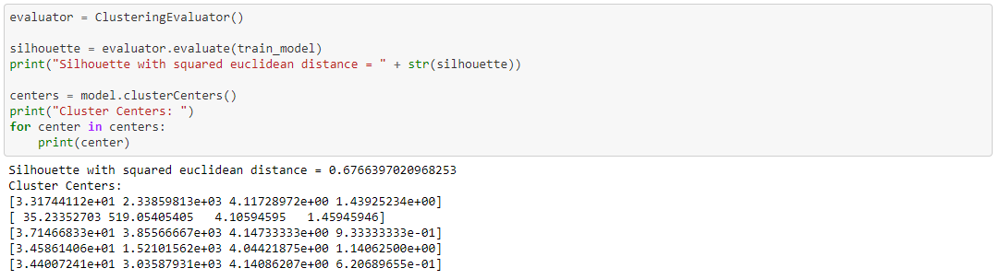 evaluator = ClusteringEvaluator()
silhouette = evaluator.evaluate(train_model)
print("Silhouette with squared euclidean distance = " + str(silhouette))
centers = model.clusterCenters()
print("Cluster Centers: ")
for center in centers:
    print(center)
Silhouette with squared euclidean distance = 0.6766397020968253
Cluster Centers:
[3.31744112e+01 2.33859813e+03 4.11728972e+00 1.43925234e+00]
[ 35.23352703 519.05405405   4.10594595   1.45945946]
[3.71466833e+01 3.85566667e+03 4.14733333e+00 9.33333333e-01]
[3.45861406e+01 1.52101562e+03 4.04421875e+00 1.14062500e+00]
[3.44007241e+01 3.03587931e+03 4.14086207e+00 6.20689655e-01]